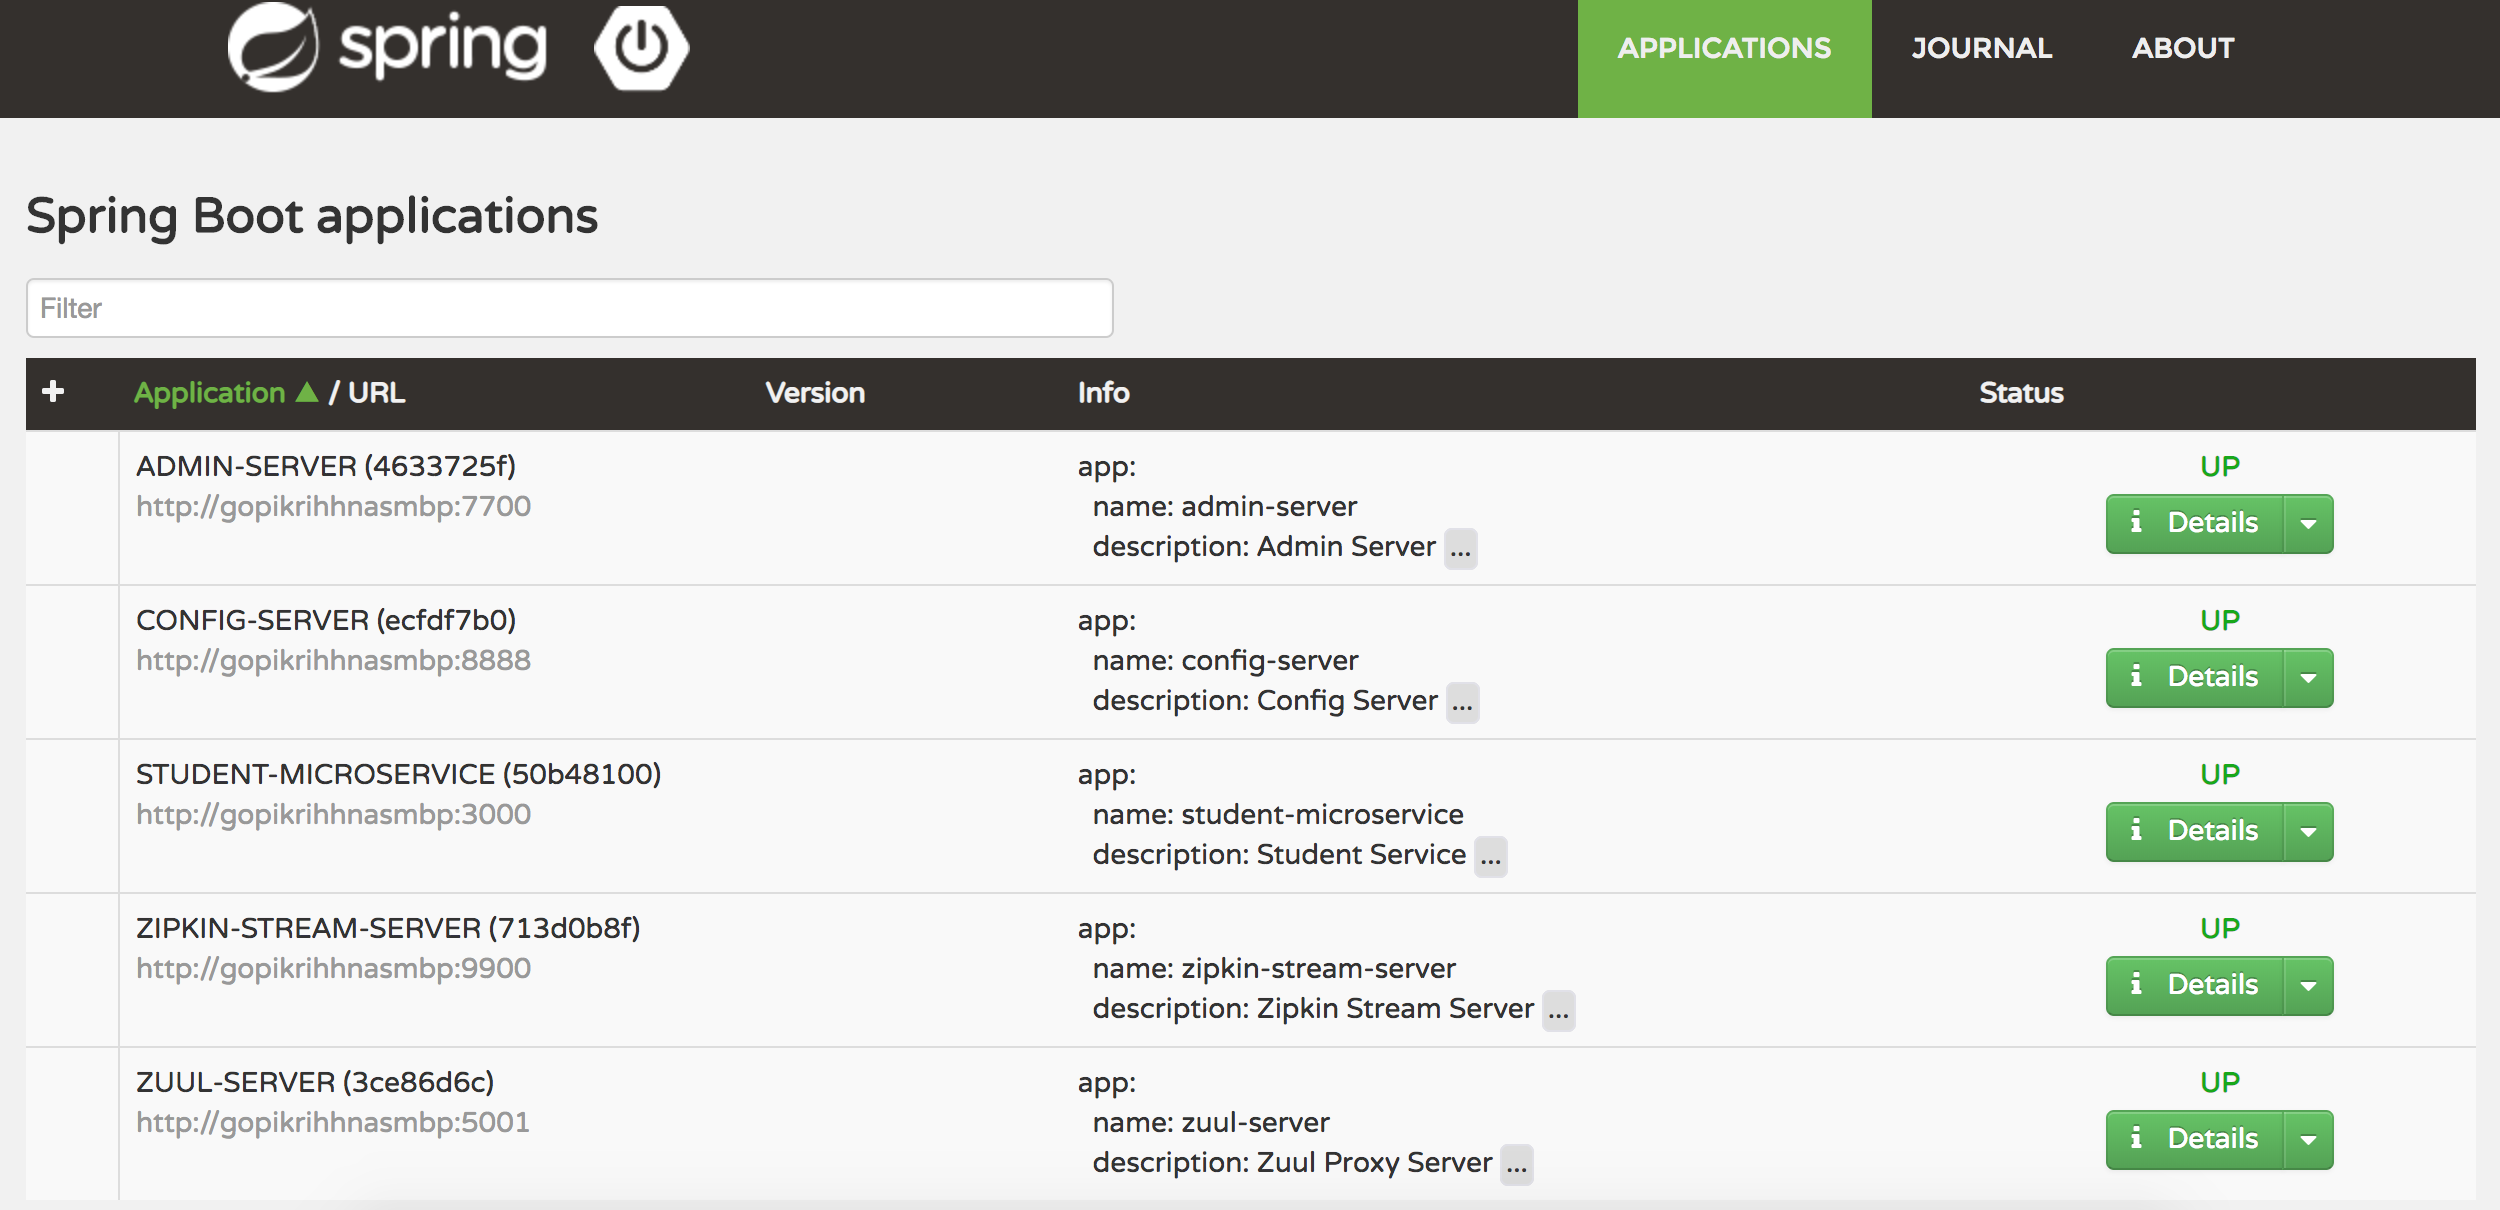 spring
APPLICATIONS JOURNAL ABOUT
Spring Boot applications
Filter
Application / URL Version Info Status
ADMIN-SERVER (4633725f) app: UP
http://gopikrihhnasmbp:7700 name: admin-server Details
description: Admin Server ...
CONFIG-SERVER (ecfdf7b0) app: UP
http://gopikrihhnasmbp:8888 name: config-server Details
description: Config Server ...
STUDENT-MICROSERVICE (50b48100) app: UP
http://gopikrihhnasmbp:3000 name: student-microservice Details
description: Student Service ...
ZIPKIN-STREAM-SERVER (713d0b8f) app: UP
http://gopikrihhnasmbp:9900 name: zipkin-stream-server Details
description: Zipkin Stream Server ...
ZUUL-SERVER (3ce86d6c) app: UP
http://gopikrihhnasmbp:5001 name: zuul-server Details
description: Zuul Proxy Server ...